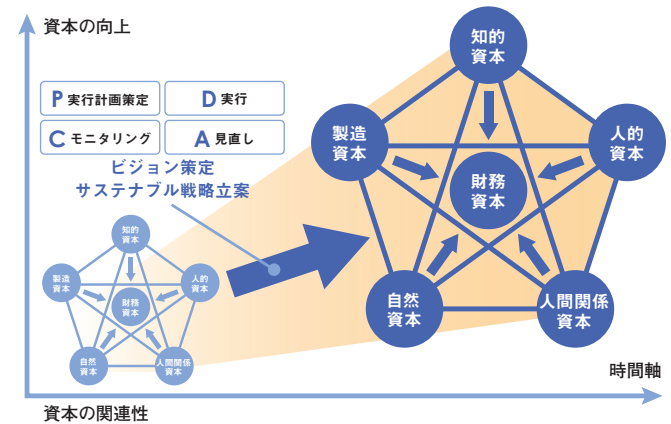 資本の向上
P 実行計画策定
D 実行
C モニタリング
A 見直し
ビジョン策定
サステナブル戦略立案
知的
資本
製造
資本
人的
資本
財務
資本
自然
資本
人間関係
資本
知的
資本
製造
資本
人的
資本
財務
資本
自然
資本
人間関係
資本
時間軸
資本の関連性